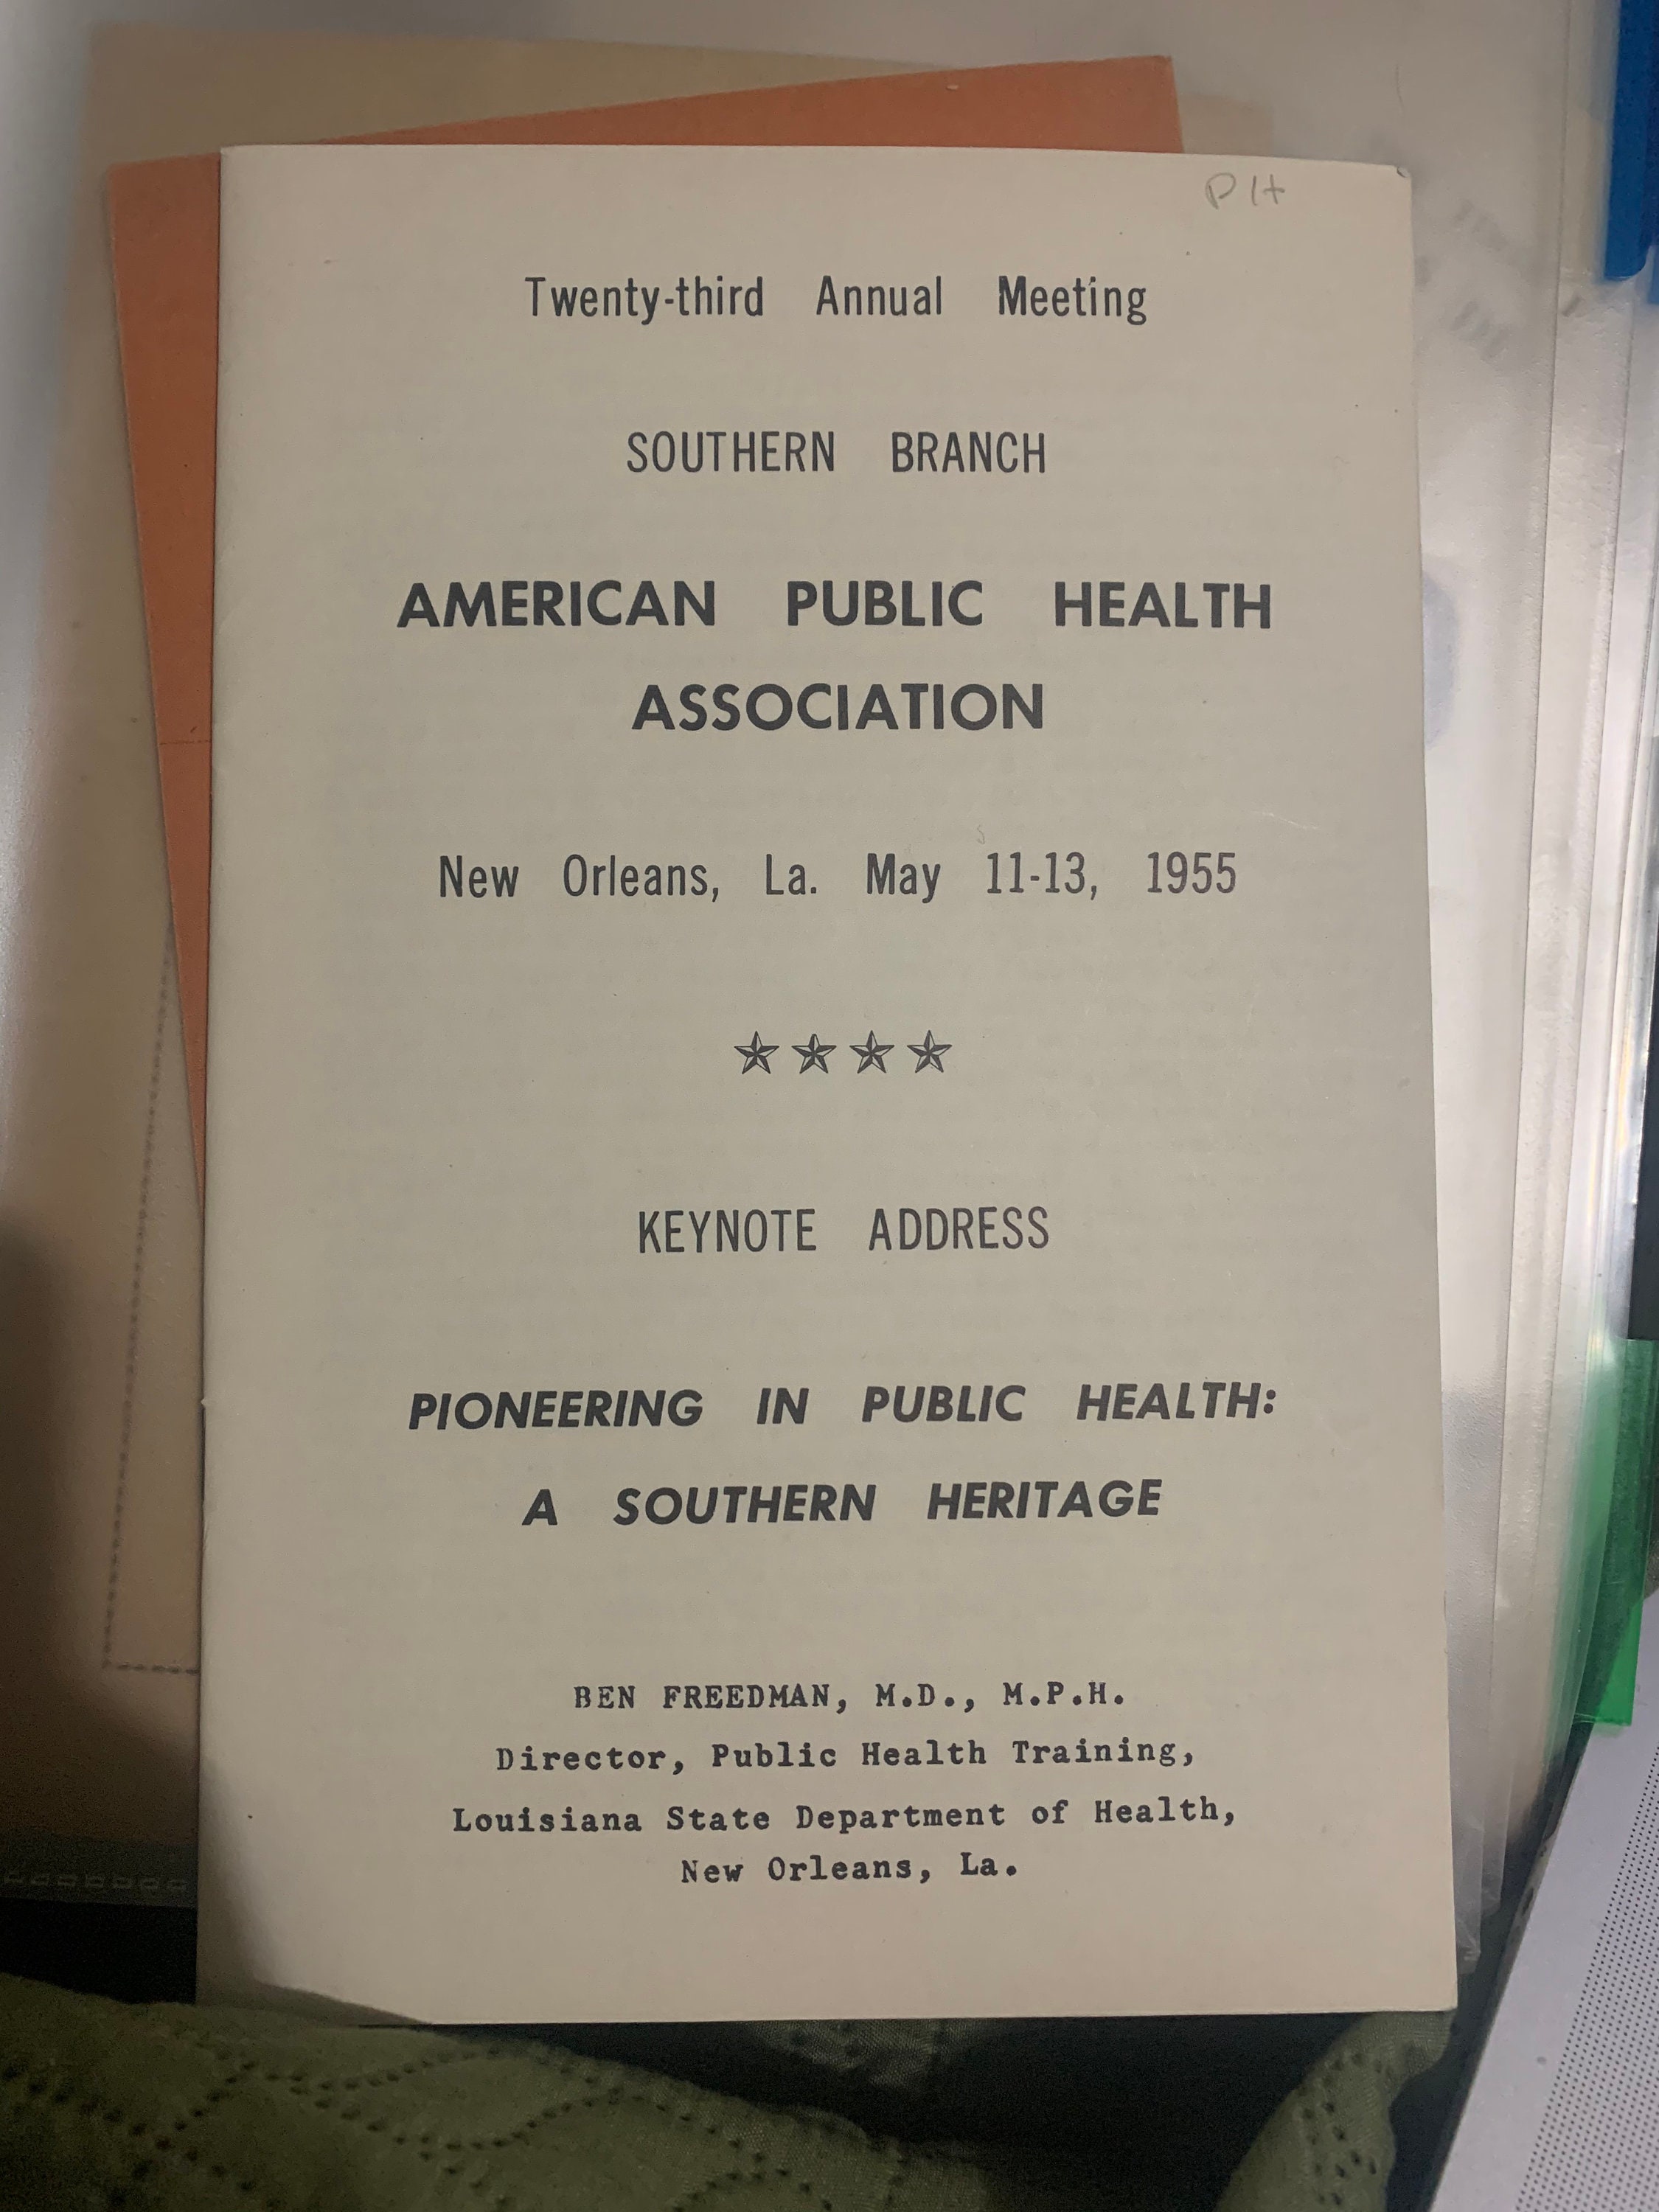 PH
Twenty-third Annual Meeting
SOUTHERN BRANCH
AMERICAN PUBLIC HEALTH
ASSOCIATION
New Orleans, La. May 11-13, 1955
KEYNOTE ADDRESS
PIONEERING IN PUBLIC HEALTH:
A SOUTHERN HERITAGE
BEN FREEDMAN, M.D., M.P.H.
Director, Public Health Training,
Louisiana State Department of Health,
New Orleans, La.